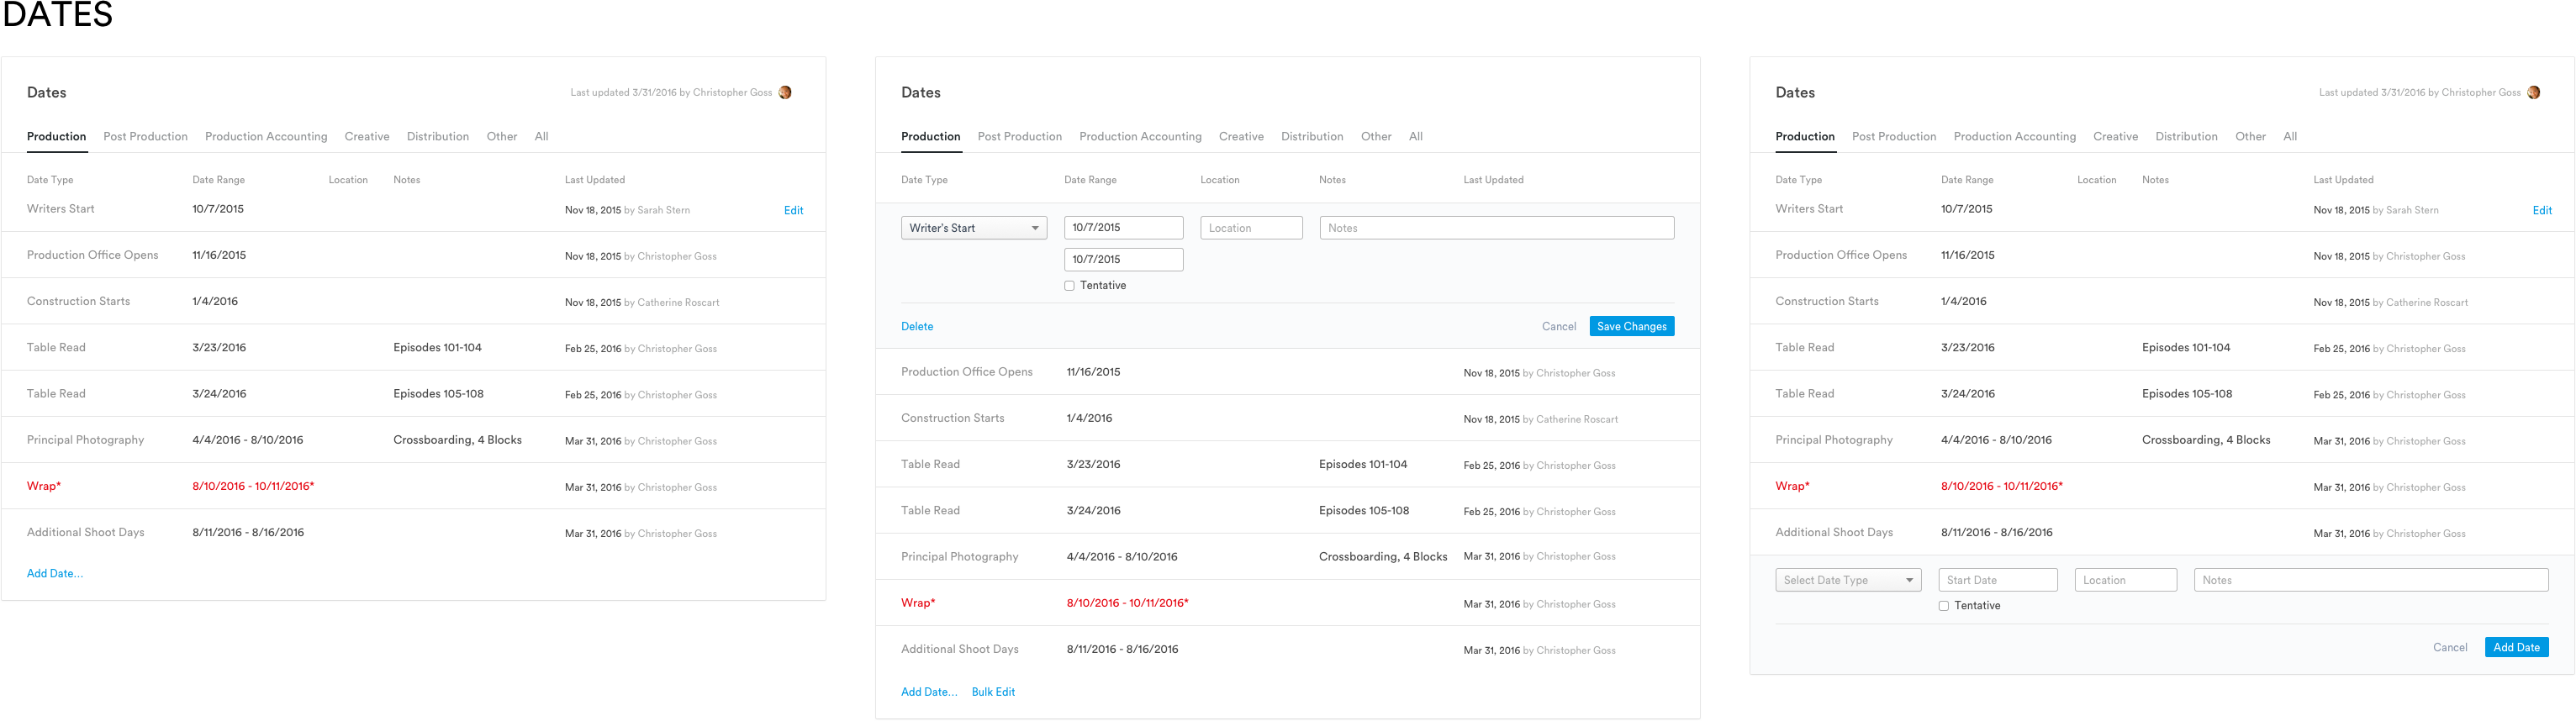 DATES
Dates
Last updated 3/31/2016 by Christopher Goss
Production Post Production Production Accounting Creative Distribution Other All
Date Type Date Range Location Notes Last Updated
Writers Start 10/7/2015 Nov 18, 2015 by Sarah Stern Edit
Production Office Opens 11/16/2015 Nov 18, 2015 by Christopher Goss
Construction Starts 1/4/2016 Nov 18, 2015 by Catherine Roscart
Table Read 3/23/2016 Episodes 101-104 Feb 25, 2016 by Christopher Goss
Table Read 3/24/2016 Episodes 105-108 Feb 25, 2016 by Christopher Goss
Principal Photography 4/4/2016 - 8/10/2016 Crossboarding, 4 Blocks Mar 31, 2016 by Christopher Goss
Wrap* 8/10/2016 - 10/11/2016* Mar 31, 2016 by Christopher Goss
Additional Shoot Days 8/11/2016 - 8/16/2016 Mar 31, 2016 by Christopher Goss
Add Date...
Dates
Production Post Production Production Accounting Creative Distribution Other All
Date Type Date Range Location Notes Last Updated
Writer's Start 10/7/2015 Location Notes
10/7/2015
Tentative
Delete Cancel Save Changes
Production Office Opens 11/16/2015 Nov 18, 2015 by Christopher Goss
Construction Starts 1/4/2016 Nov 18, 2015 by Catherine Roscart
Table Read 3/23/2016 Episodes 101-104 Feb 25, 2016 by Christopher Goss
Table Read 3/24/2016 Episodes 105-108 Feb 25, 2016 by Christopher Goss
Principal Photography 4/4/2016 - 8/10/2016 Crossboarding, 4 Blocks Mar 31, 2016 by Christopher Goss
Wrap* 8/10/2016 - 10/11/2016* Mar 31, 2016 by Christopher Goss
Additional Shoot Days 8/11/2016 - 8/16/2016 Mar 31, 2016 by Christopher Goss
Add Date... Bulk Edit
Dates
Last updated 3/31/2016 by Christopher Goss
Production Post Production Production Accounting Creative Distribution Other All
Date Type Date Range Location Notes Last Updated
Writers Start 10/7/2015 Nov 18, 2015 by Sarah Stern Edit
Production Office Opens 11/16/2015 Nov 18, 2015 by Christopher Goss
Construction Starts 1/4/2016 Nov 18, 2015 by Catherine Roscart
Table Read 3/23/2016 Episodes 101-104 Feb 25, 2016 by Christopher Goss
Table Read 3/24/2016 Episodes 105-108 Feb 25, 2016 by Christopher Goss
Principal Photography 4/4/2016 - 8/10/2016 Crossboarding, 4 Blocks Mar 31, 2016 by Christopher Goss
Wrap* 8/10/2016 - 10/11/2016* Mar 31, 2016 by Christopher Goss
Additional Shoot Days 8/11/2016 - 8/16/2016 Mar 31, 2016 by Christopher Goss
Select Date Type Start Date Location Notes
Tentative
Cancel Add Date